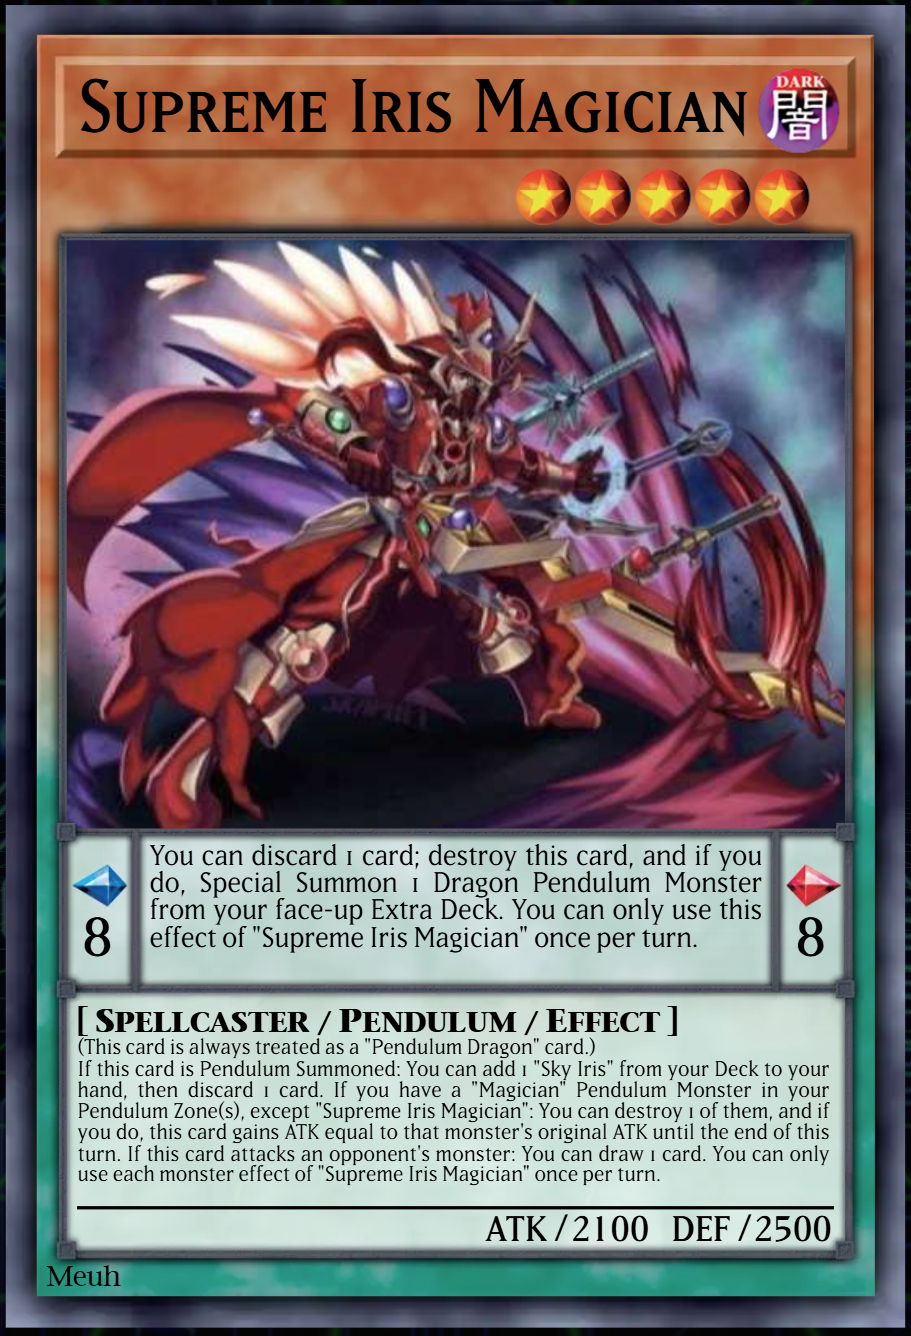 Supreme Iris Magician
DARK
闇
You can discard 1 card; destroy this card, and if you
do, Special Summon 1 Dragon Pendulum Monster
from your face-up Extra Deck. You can only use this
effect of "Supreme Iris Magician" once per turn.
8
8
[ Spellcaster / Pendulum / Effect ]
(This card is always treated as a "Pendulum Dragon" card.)
If this card is Pendulum Summoned: You can add 1 "Sky Iris" from your Deck to your
hand, then discard 1 card. If you have a "Magician" Pendulum Monster in your
Pendulum Zone(s), except "Supreme Iris Magician": You can destroy 1 of them, and if
you do, this card gains ATK equal to that monster's original ATK until the end of this
turn. If this card attacks an opponent's monster: You can draw 1 card. You can only
use each monster effect of "Supreme Iris Magician" once per turn.
ATK/2100 DEF/2500
Meuh